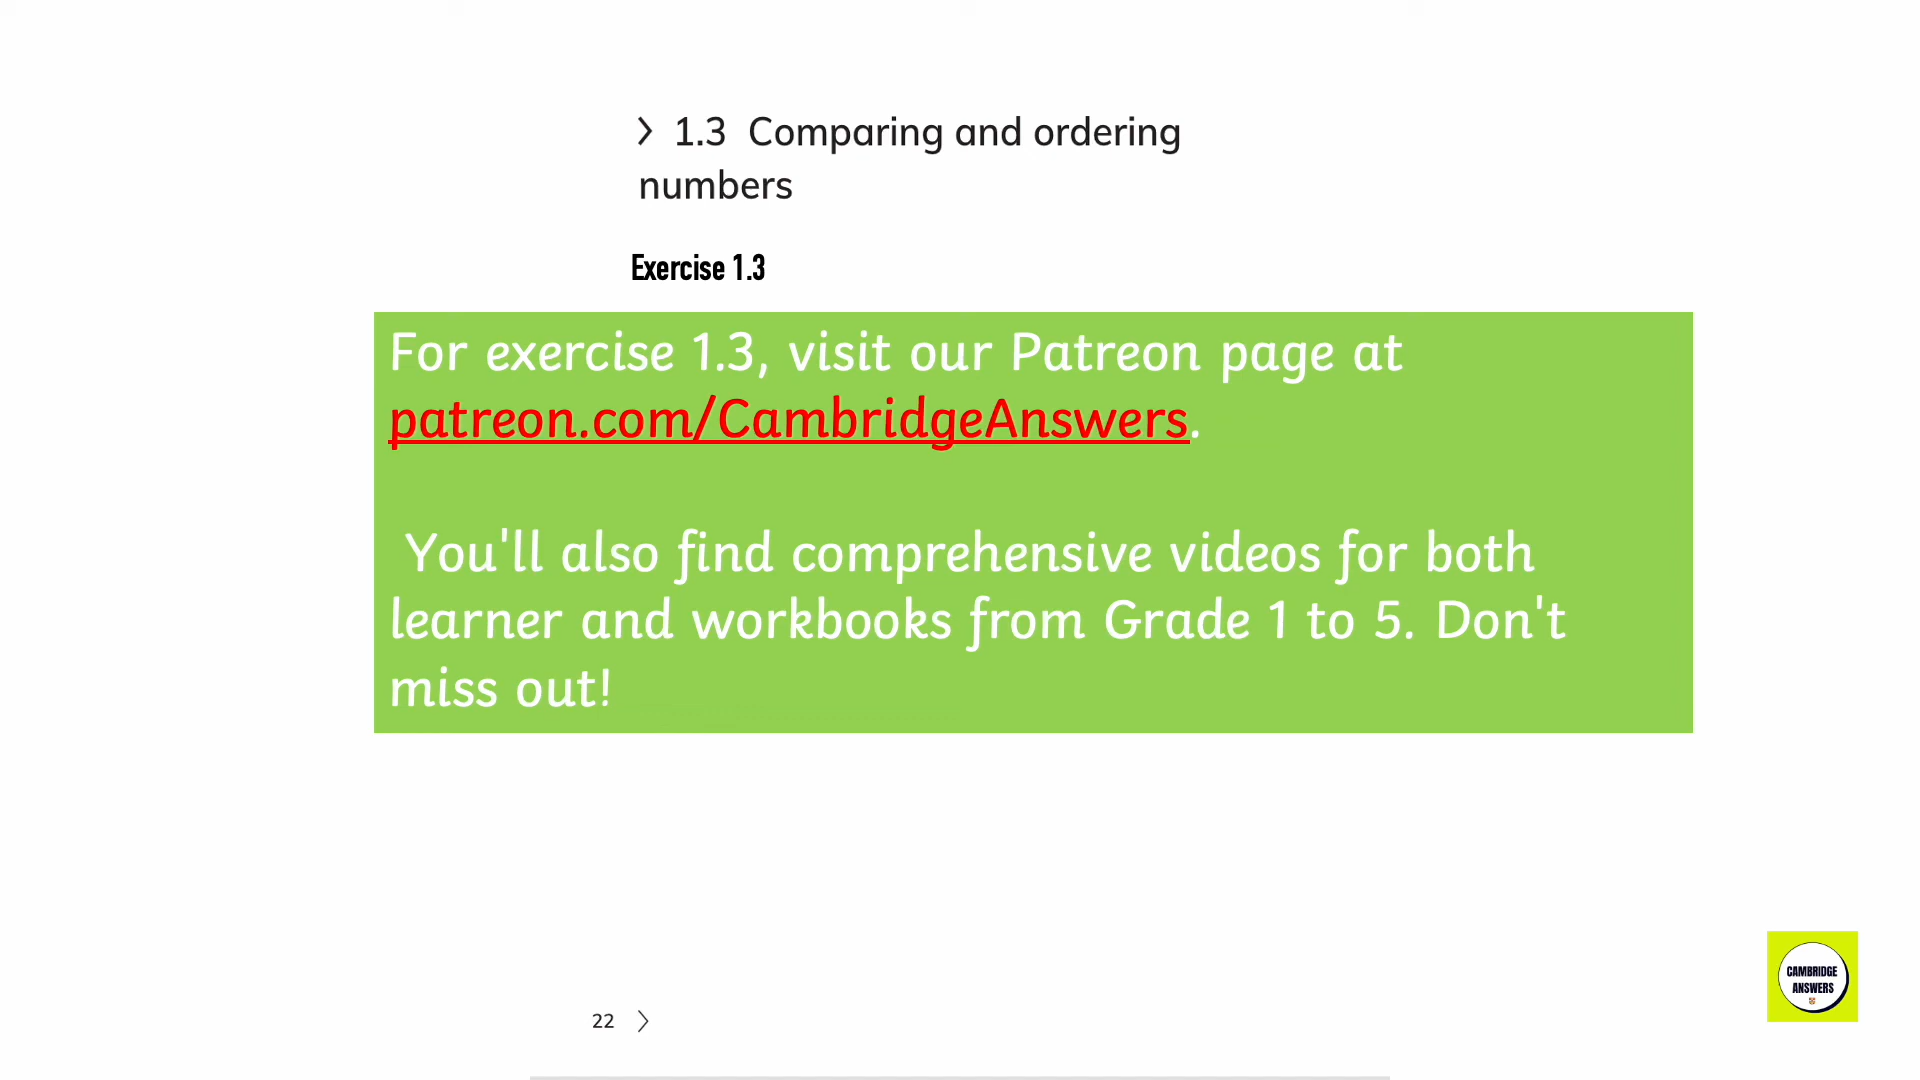 1.3 Comparing and ordering
numbers
Exercise 1.3
For exercise 1.3, visit our Patreon page at
patreon.com/CambridgeAnswers.
You'll also find comprehensive videos for both
learner and workbooks from Grade 1 to 5. Don't
miss out!
CAMBRIDGE
ANSWERS
22